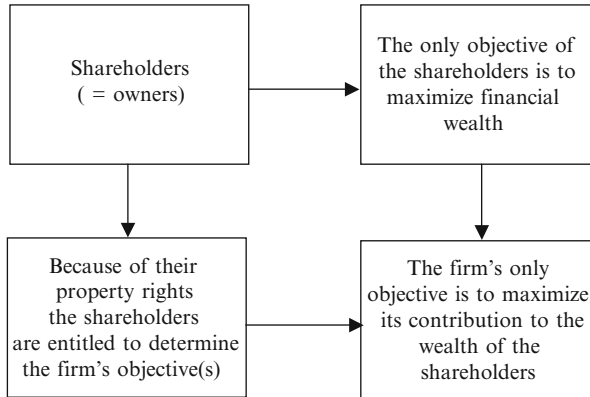 Shareholders
( = owners)
The only objective of
the shareholders is to
maximize financial
wealth
Because of their
property rights
the shareholders
are entitled to determine
the firm's objective(s)
The firm's only
objective is to maximize
its contribution to the
wealth of the
shareholders